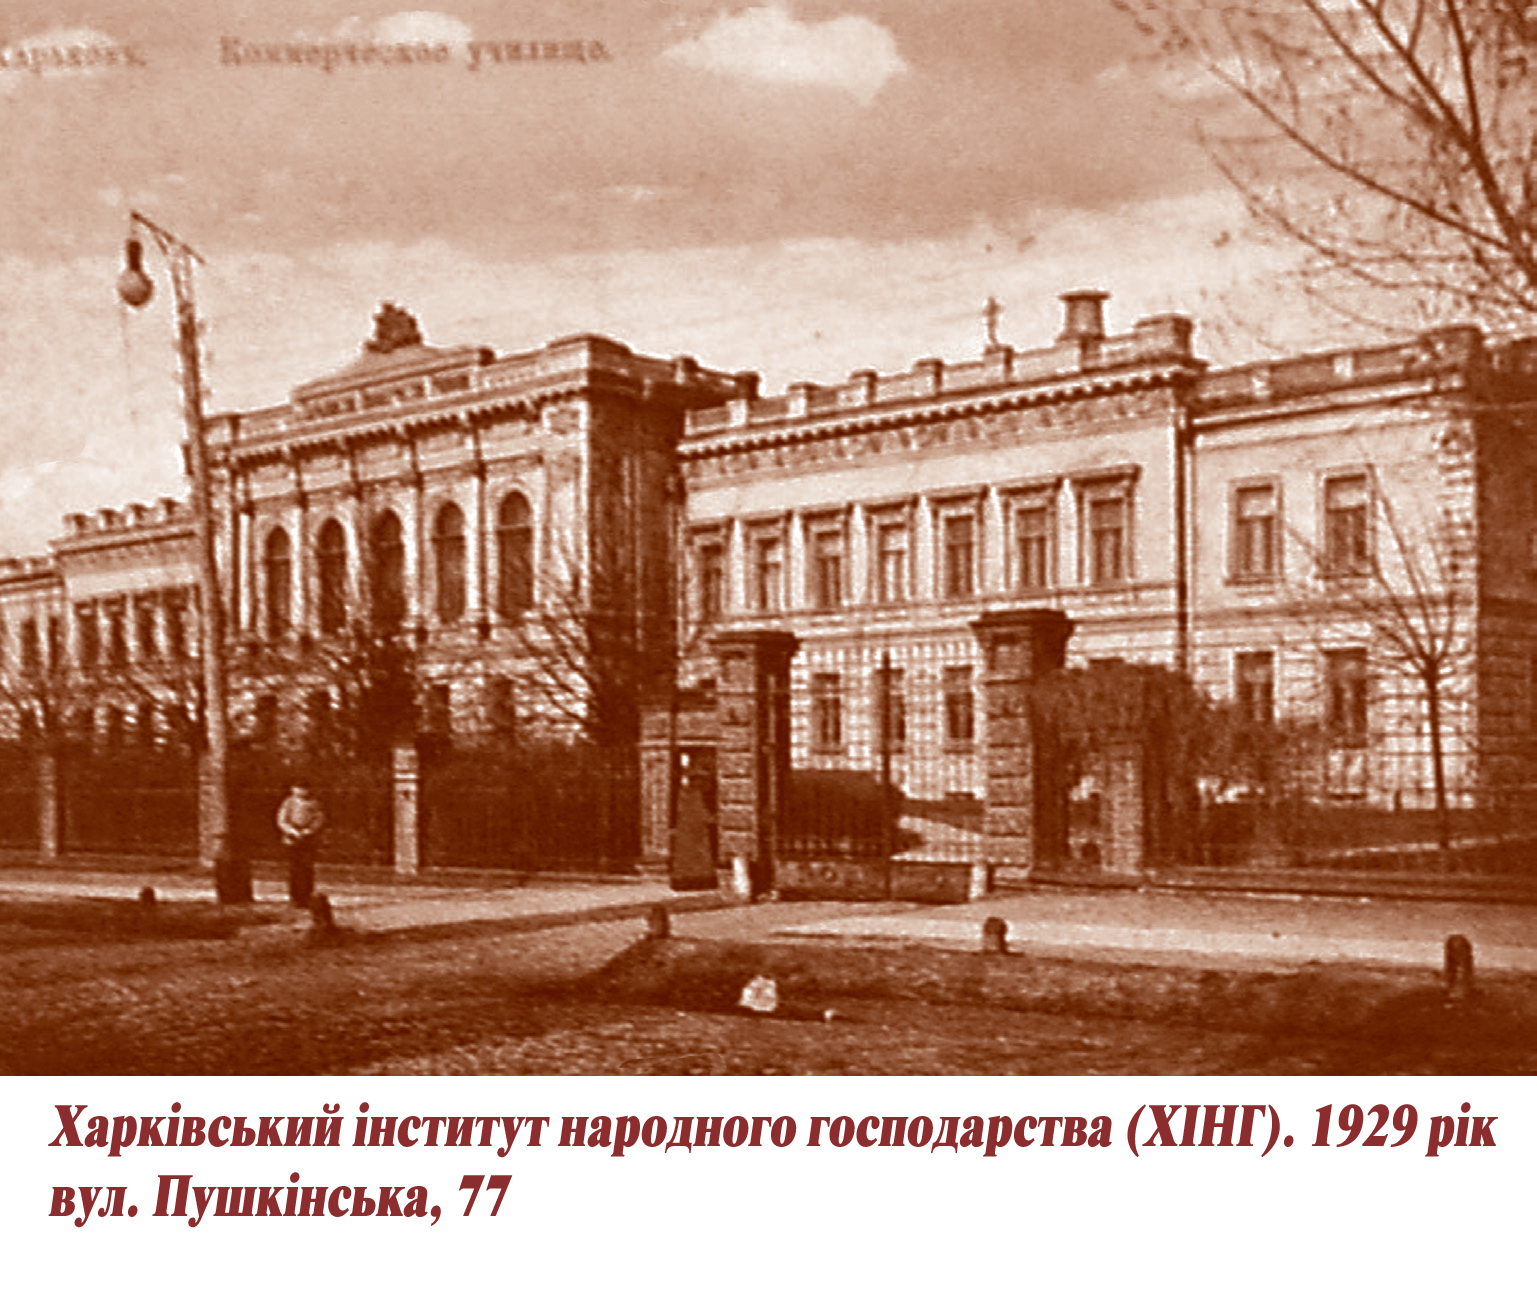 Харьковъ. Коммерческое училище.
Харківський інститут народного господарства (ХІНГ). 1929 рік
вул. Пушкінська, 77